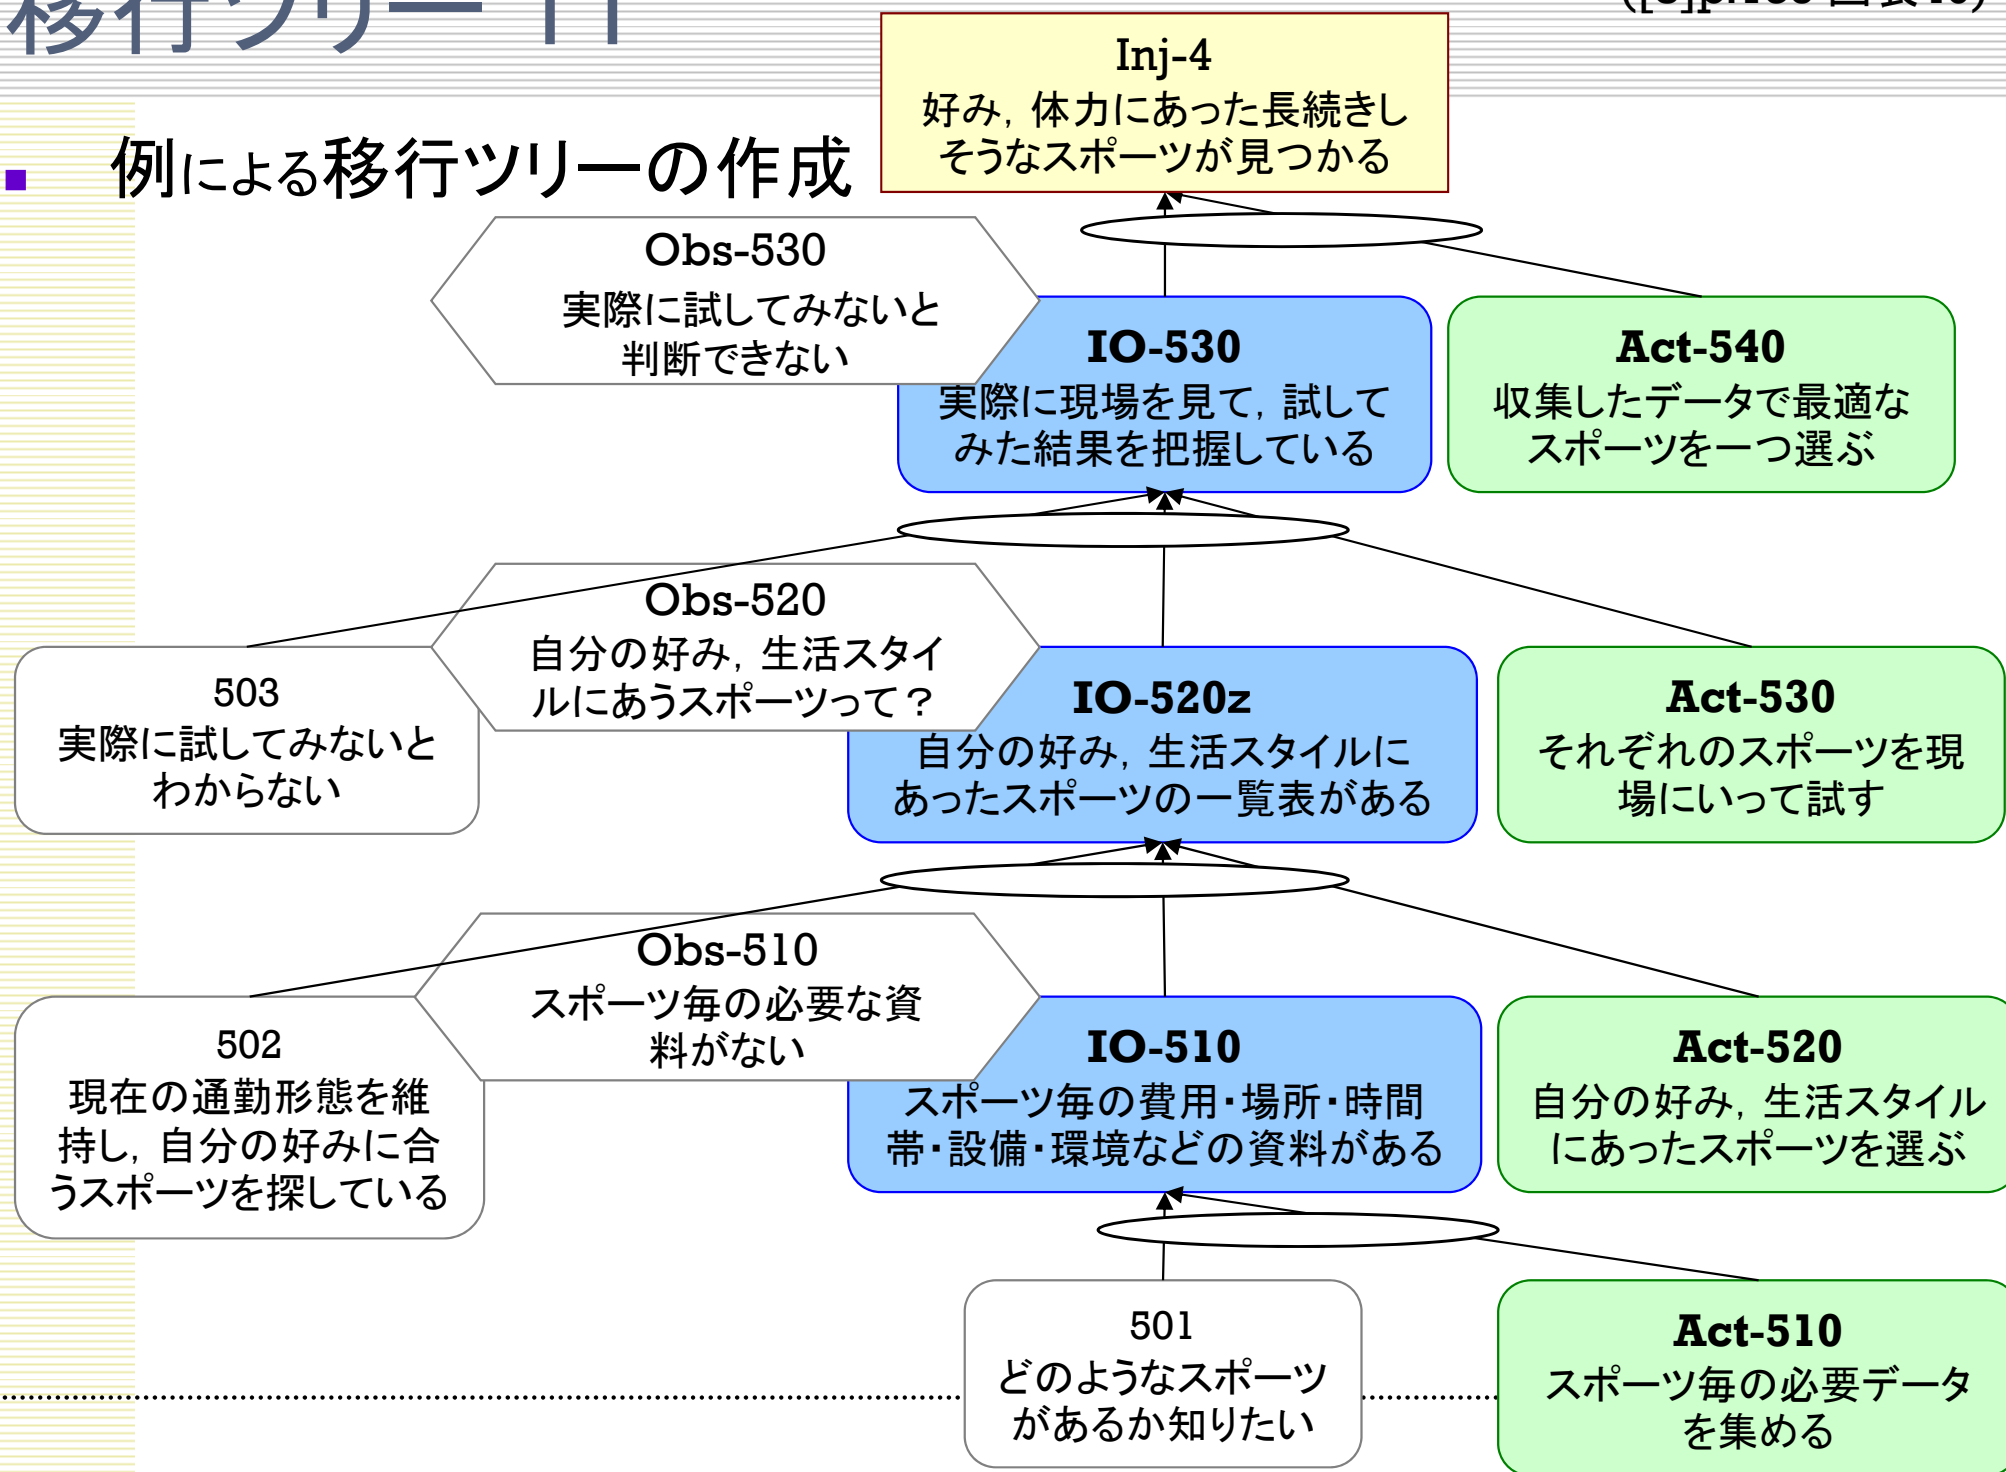 移行ツリー 11
例による移行ツリーの作成
Inj-4
好み，体力にあった長続きし
そうなスポーツが見つかる
Obs-530
実際に試してみないと
判断できない
IO-530
実際に現場を見て，試して
みた結果を把握している
Act-540
収集したデータで最適な
スポーツを一つ選ぶ
Obs-520
自分の好み，生活スタイ
ルにあうスポーツって？
503
実際に試してみないと
わからない
IO-520z
自分の好み，生活スタイルに
あったスポーツの一覧表がある
Act-530
それぞれのスポーツを現
場にいって試す
Obs-510
スポーツ毎の必要な資
料がない
502
現在の通勤形態を維
持し，自分の好みに合
うスポーツを探している
IO-510
スポーツ毎の費用・場所・時間
帯・設備・環境などの資料がある
Act-520
自分の好み，生活スタイル
にあったスポーツを選ぶ
501
どのようなスポーツ
があるか知りたい
Act-510
スポーツ毎の必要データ
を集める